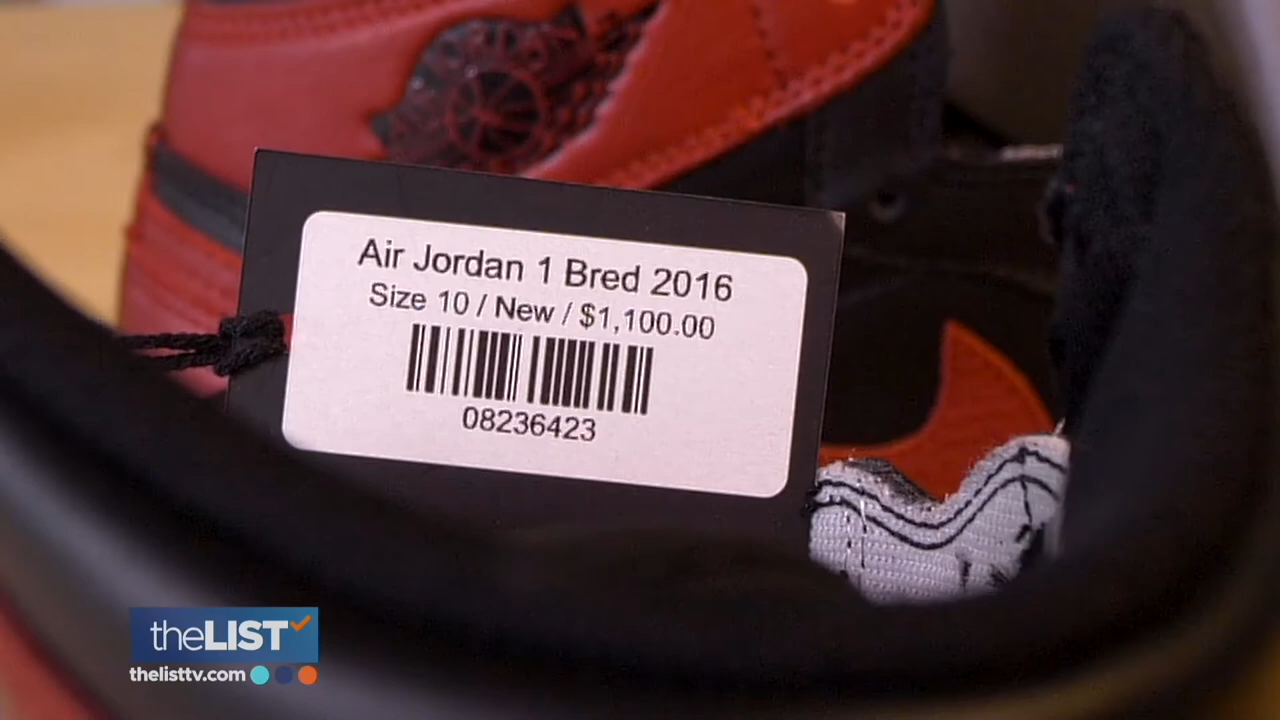 Air Jordan 1 Bred 2016
Size 10 / New / $1,100.00
08236423
theLIST
thelisttv.com